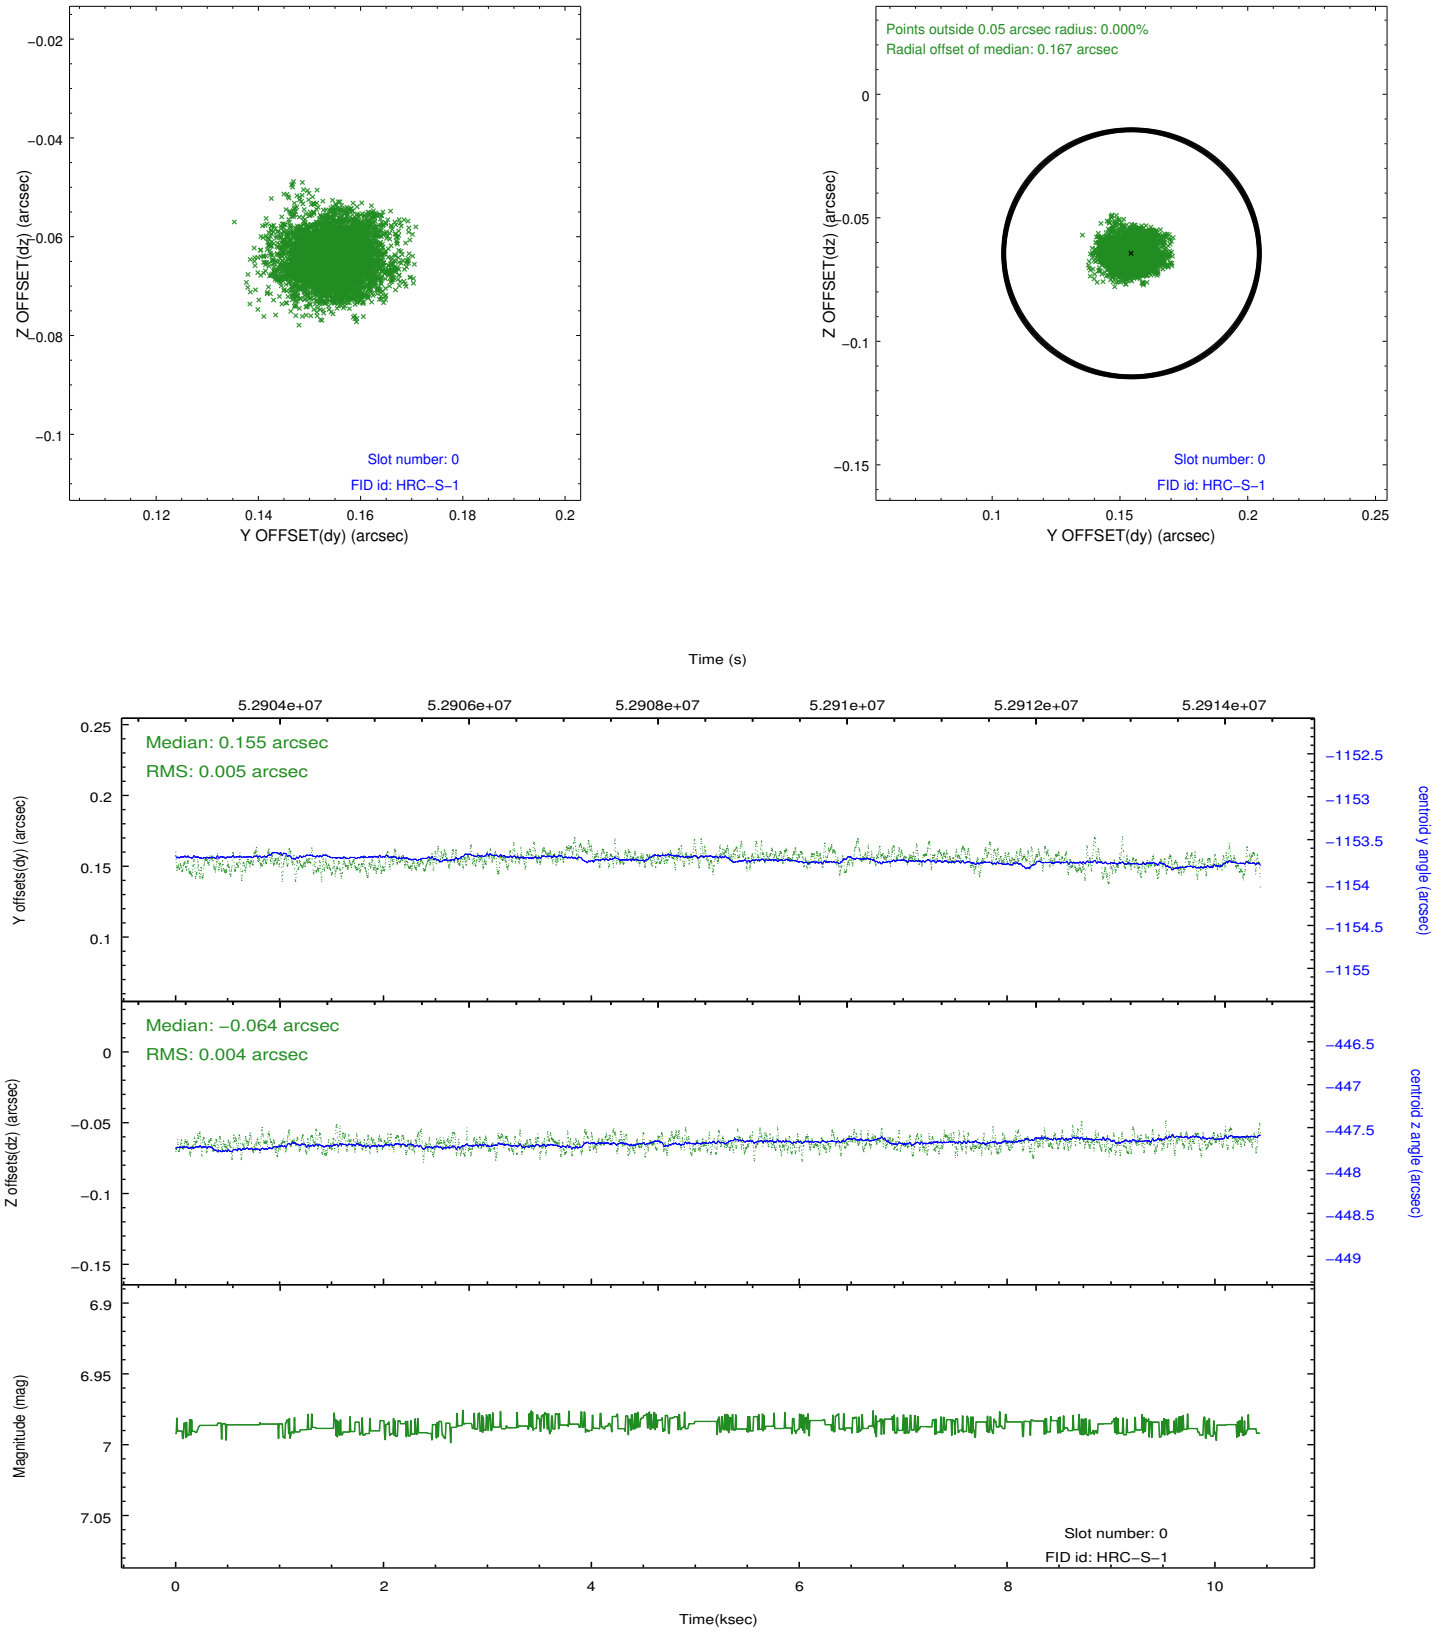 −0.02
−0.04
−0.06
−0.08
−0.1
Z OFFSET(dz) (arcsec)
Slot number: 0
FID id: HRC−S−1
0.12 0.14 0.16 0.18 0.2
Y OFFSET(dy) (arcsec)
Points outside 0.05 arcsec radius: 0.000%
Radial offset of median: 0.167 arcsec
0
−0.05
−0.1
−0.15
Z OFFSET(dz) (arcsec)
Slot number: 0
FID id: HRC−S−1
0.1 0.15 0.2 0.25
Y OFFSET(dy) (arcsec)
Time (s)
5.2904e+07 5.2906e+07 5.2908e+07 5.291e+07 5.2912e+07 5.2914e+07
Median: 0.155 arcsec
RMS: 0.005 arcsec
0.25
0.2
0.15
0.1
Y offsets(dy) (arcsec)
−1152.5
−1153
−1153.5
−1154
−1154.5
−1155
centroid y angle (arcsec)
Median: −0.064 arcsec
RMS: 0.004 arcsec
0
−0.05
−0.1
−0.15
Z offsets(dz) (arcsec)
−446.5
−447
−447.5
−448
−448.5
−449
centroid z angle (arcsec)
6.9
6.95
7
7.05
Magnitude (mag)
Slot number: 0
FID id: HRC−S−1
0 2 4 6 8 10
Time(ksec)